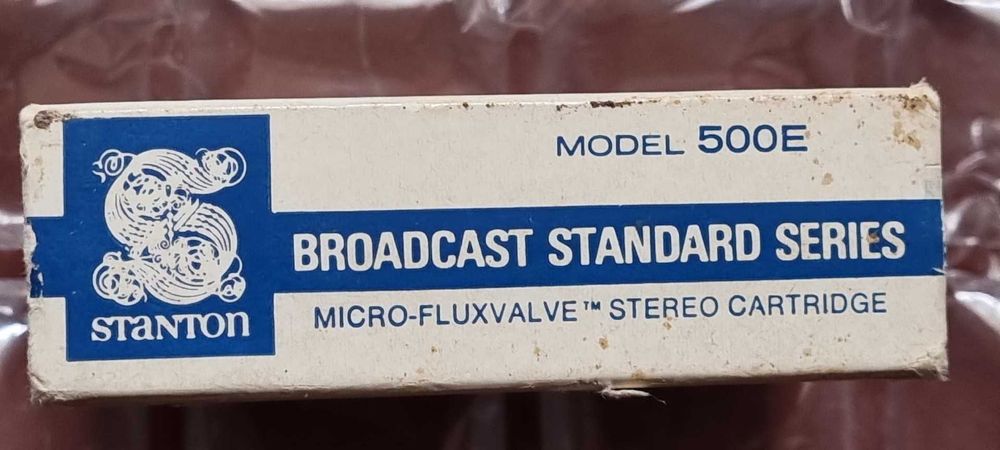 MODEL 500E
BROADCAST STANDARD SERIES
MICRO-FLUXVALVE™ STEREO CARTRIDGE
STANTON